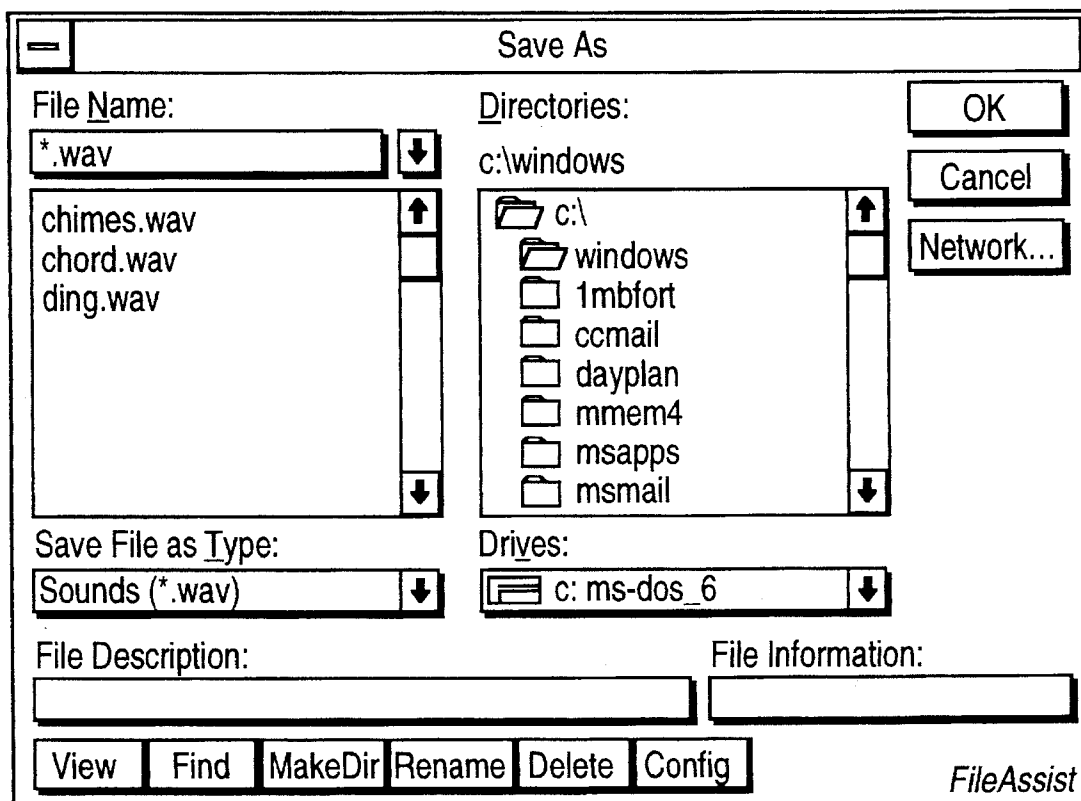 Save As
File Name:
*.wav
chimes.wav
chord.wav
ding.wav
Save File as Type:
Sounds (*.wav)
Directories:
c:\windows
c:\
windows
1mbfort
ccmail
dayplan
mmem4
msapps
msmail
Drives:
c: ms-dos_6
OK
Cancel
Network...
File Description:
File Information:
View
Find
MakeDir
Rename
Delete
Config
FileAssist